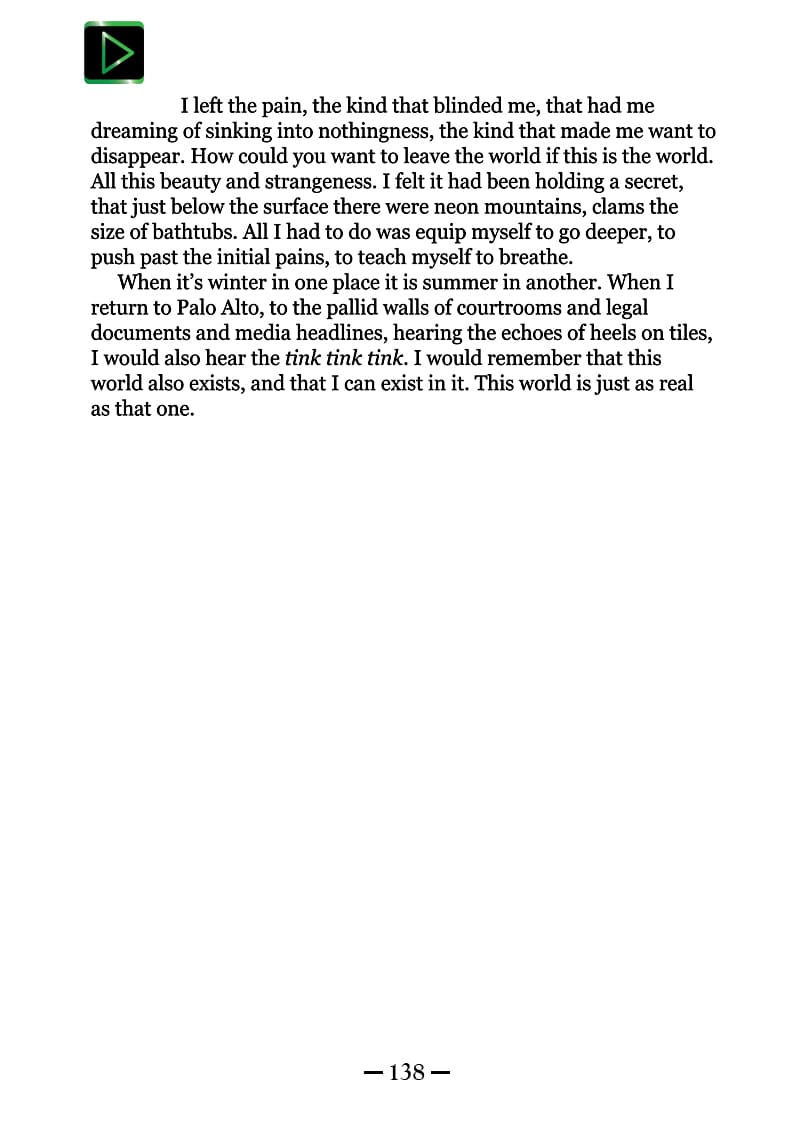 I left the pain, the kind that blinded me, that had me
dreaming of sinking into nothingness, the kind that made me want to
disappear. How could you want to leave the world if this is the world.
All this beauty and strangeness. I felt it had been holding a secret,
that just below the surface there were neon mountains, clams the
size of bathtubs. All I had to do was equip myself to go deeper, to
push past the initial pains, to teach myself to breathe.
When it’s winter in one place it is summer in another. When I
return to Palo Alto, to the pallid walls of courtrooms and legal
documents and media headlines, hearing the echoes of heels on tiles,
I would also hear the tink tink tink. I would remember that this
world also exists, and that I can exist in it. This world is just as real
as that one.
— 138 —